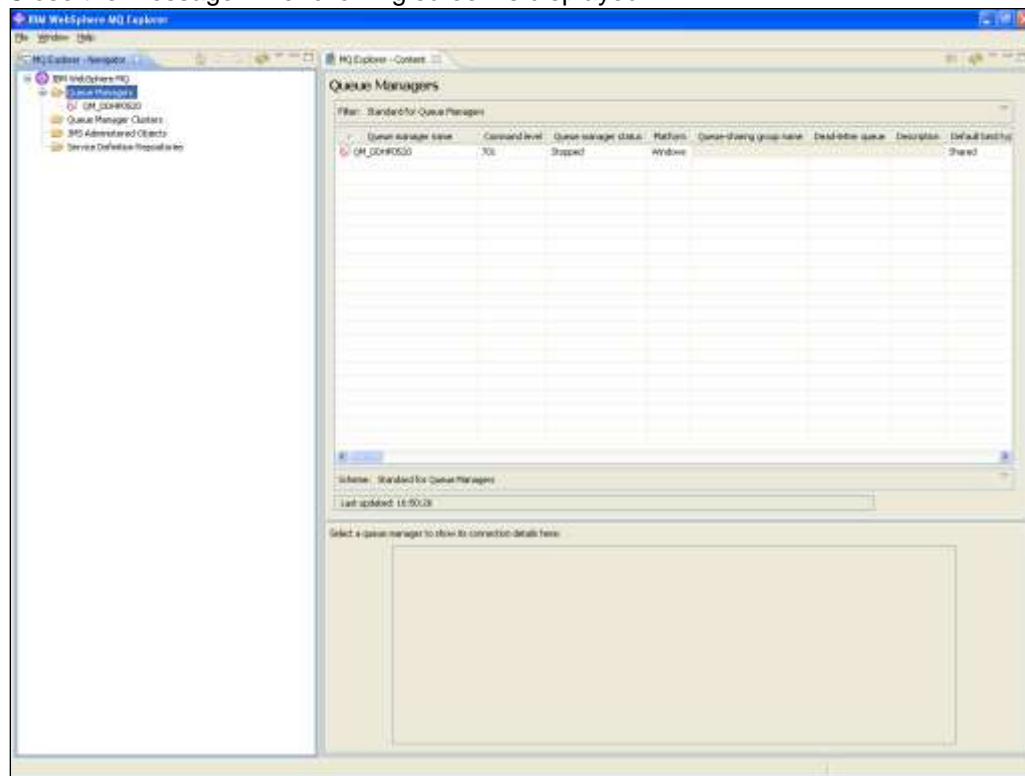 IBM WebSphere MQ Explorer
File Window Help
MQ Explorer - Navigator
MQ Explorer - Content
IBM WebSphere MQ
Queue Managers
Queue Manager Clusters
JMS Administered Objects
Service Definition Repositories
Queue Managers
Filter: Standard for Queue Managers
Queue manager name Command level Queue manager status Platform Queue-sharing group name Dead-letter queue Description Default bind
701 Stopped Windows Shared
Scheme: Standard for Queue Managers
Last updated: 16:50:28
Select a queue manager to show its connection details here: